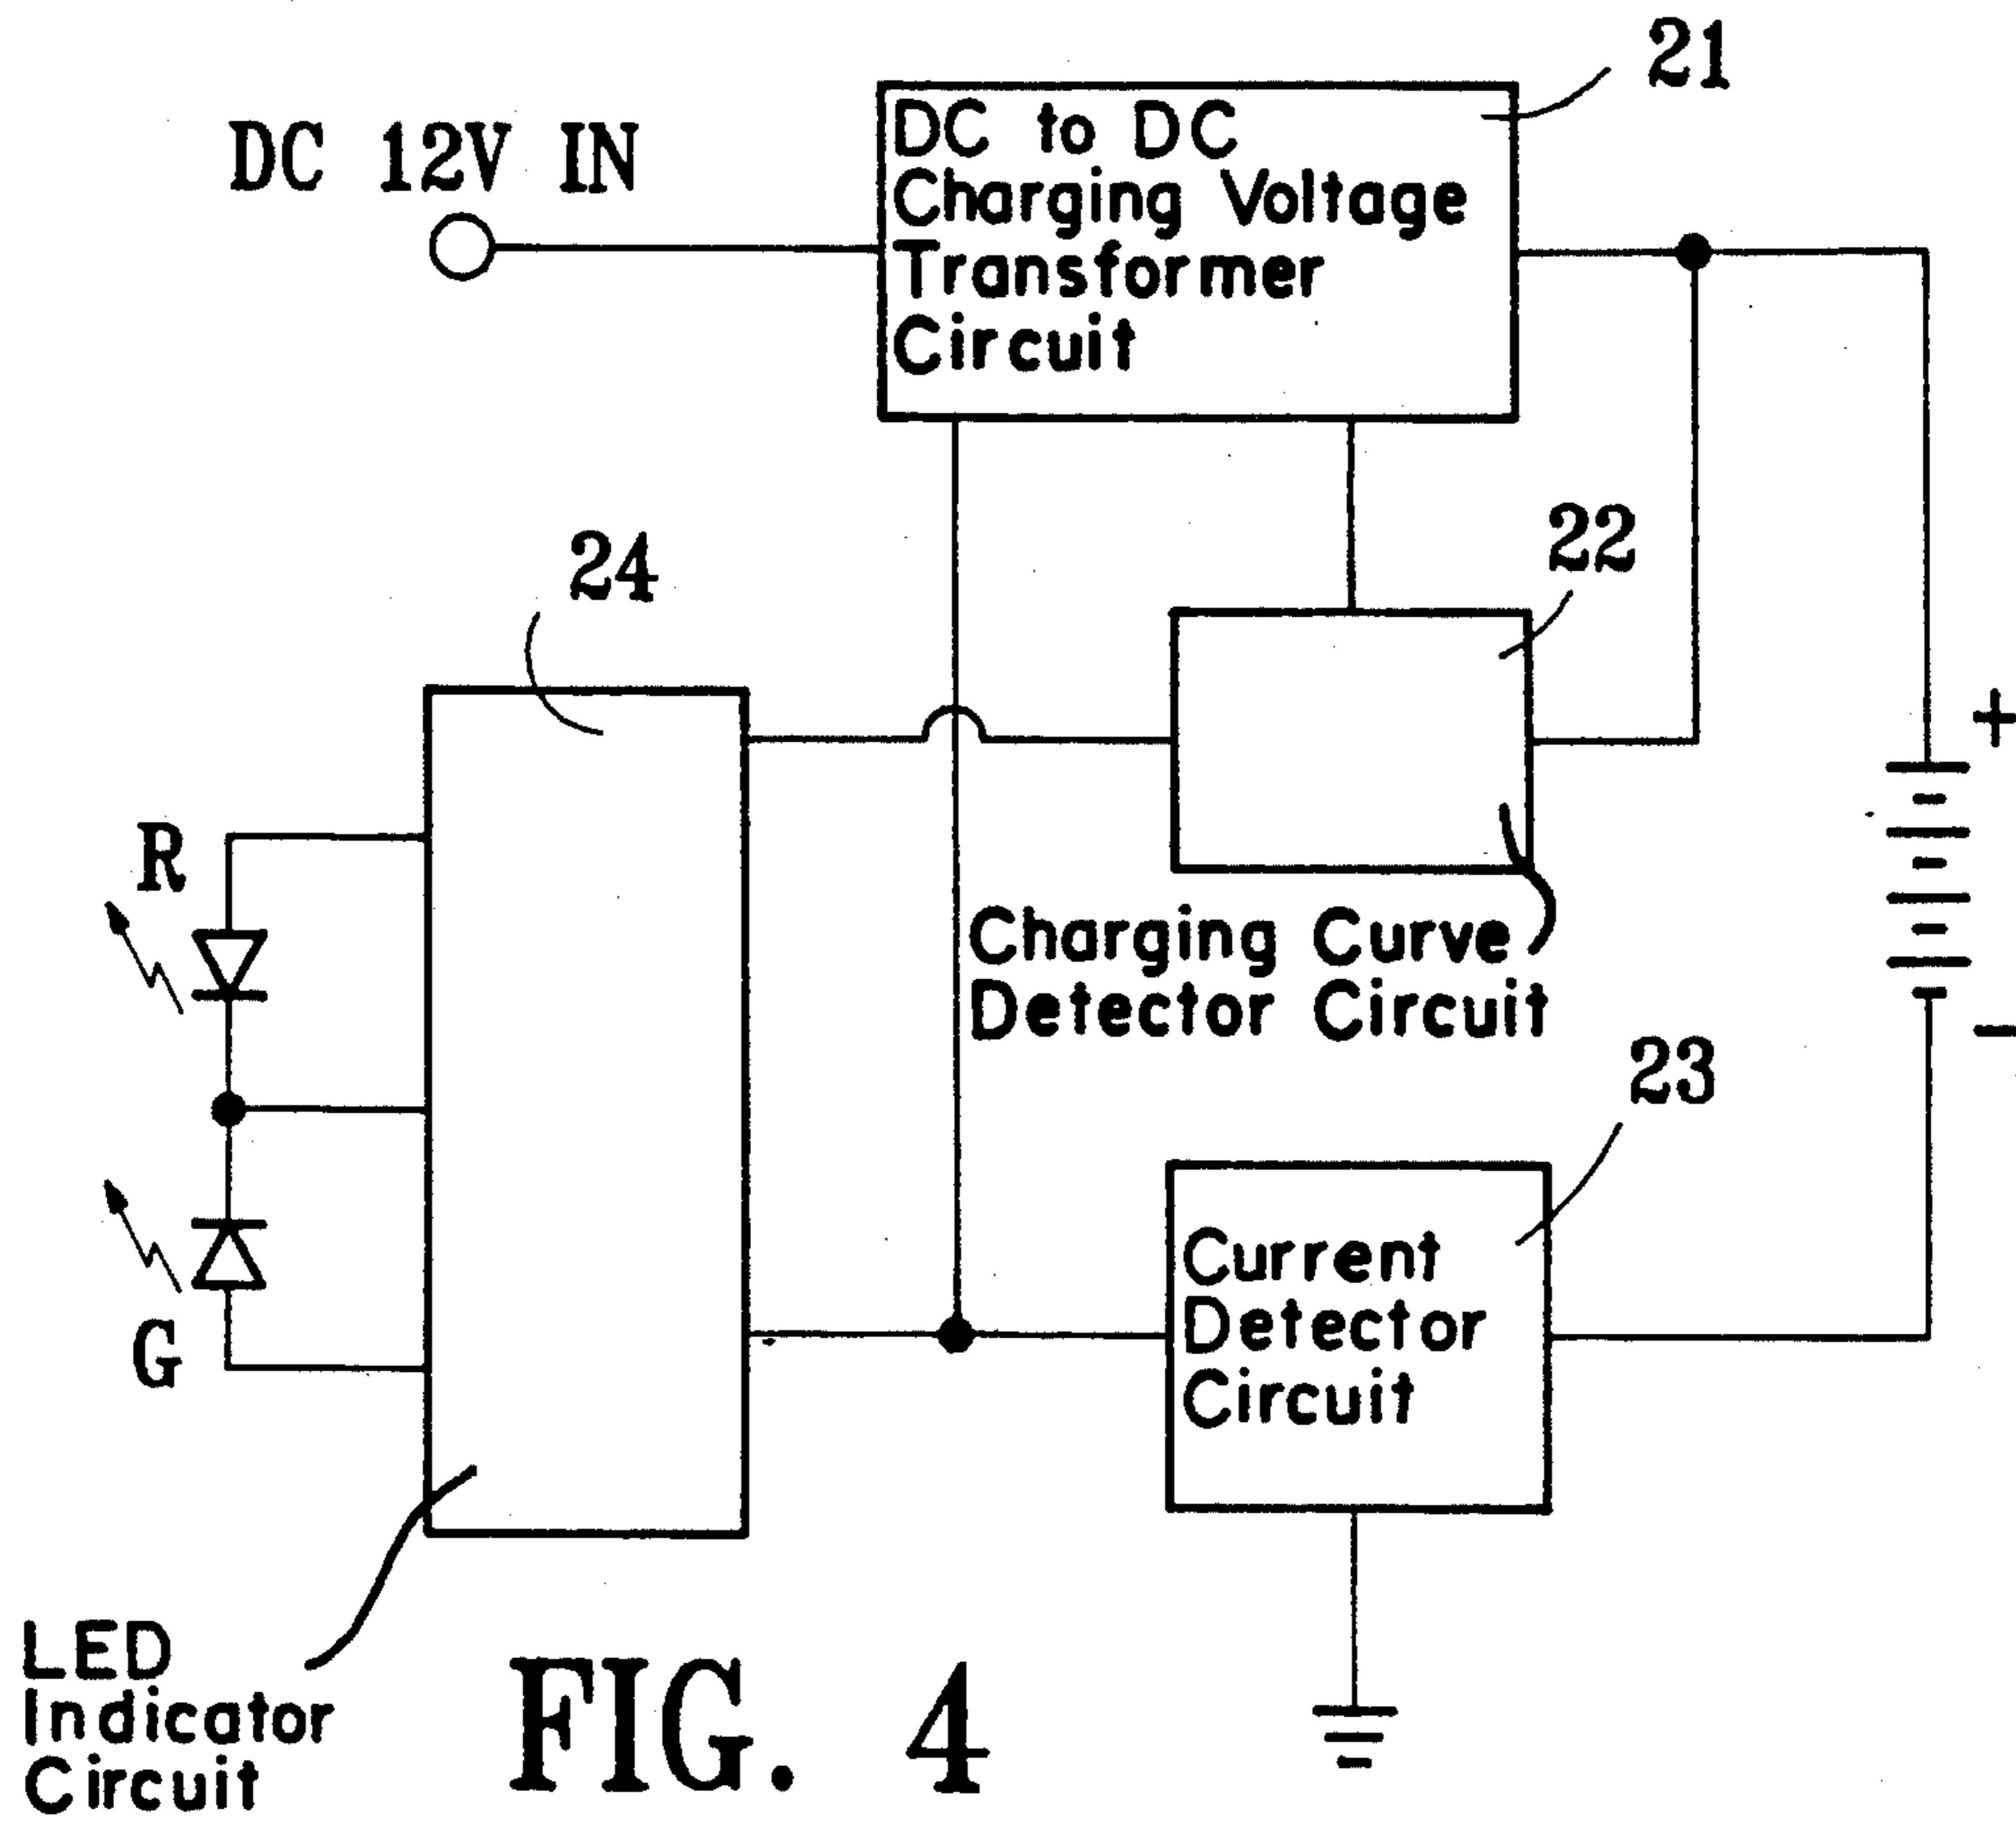 21
DC 12V IN
DC to DC
Charging Voltage
Transformer
Circuit
22
24
+
R
Charging Curve
Detector Circuit
-
23
G
Current
Detector
Circuit
LED
Indicator
Circuit
FIG. 4